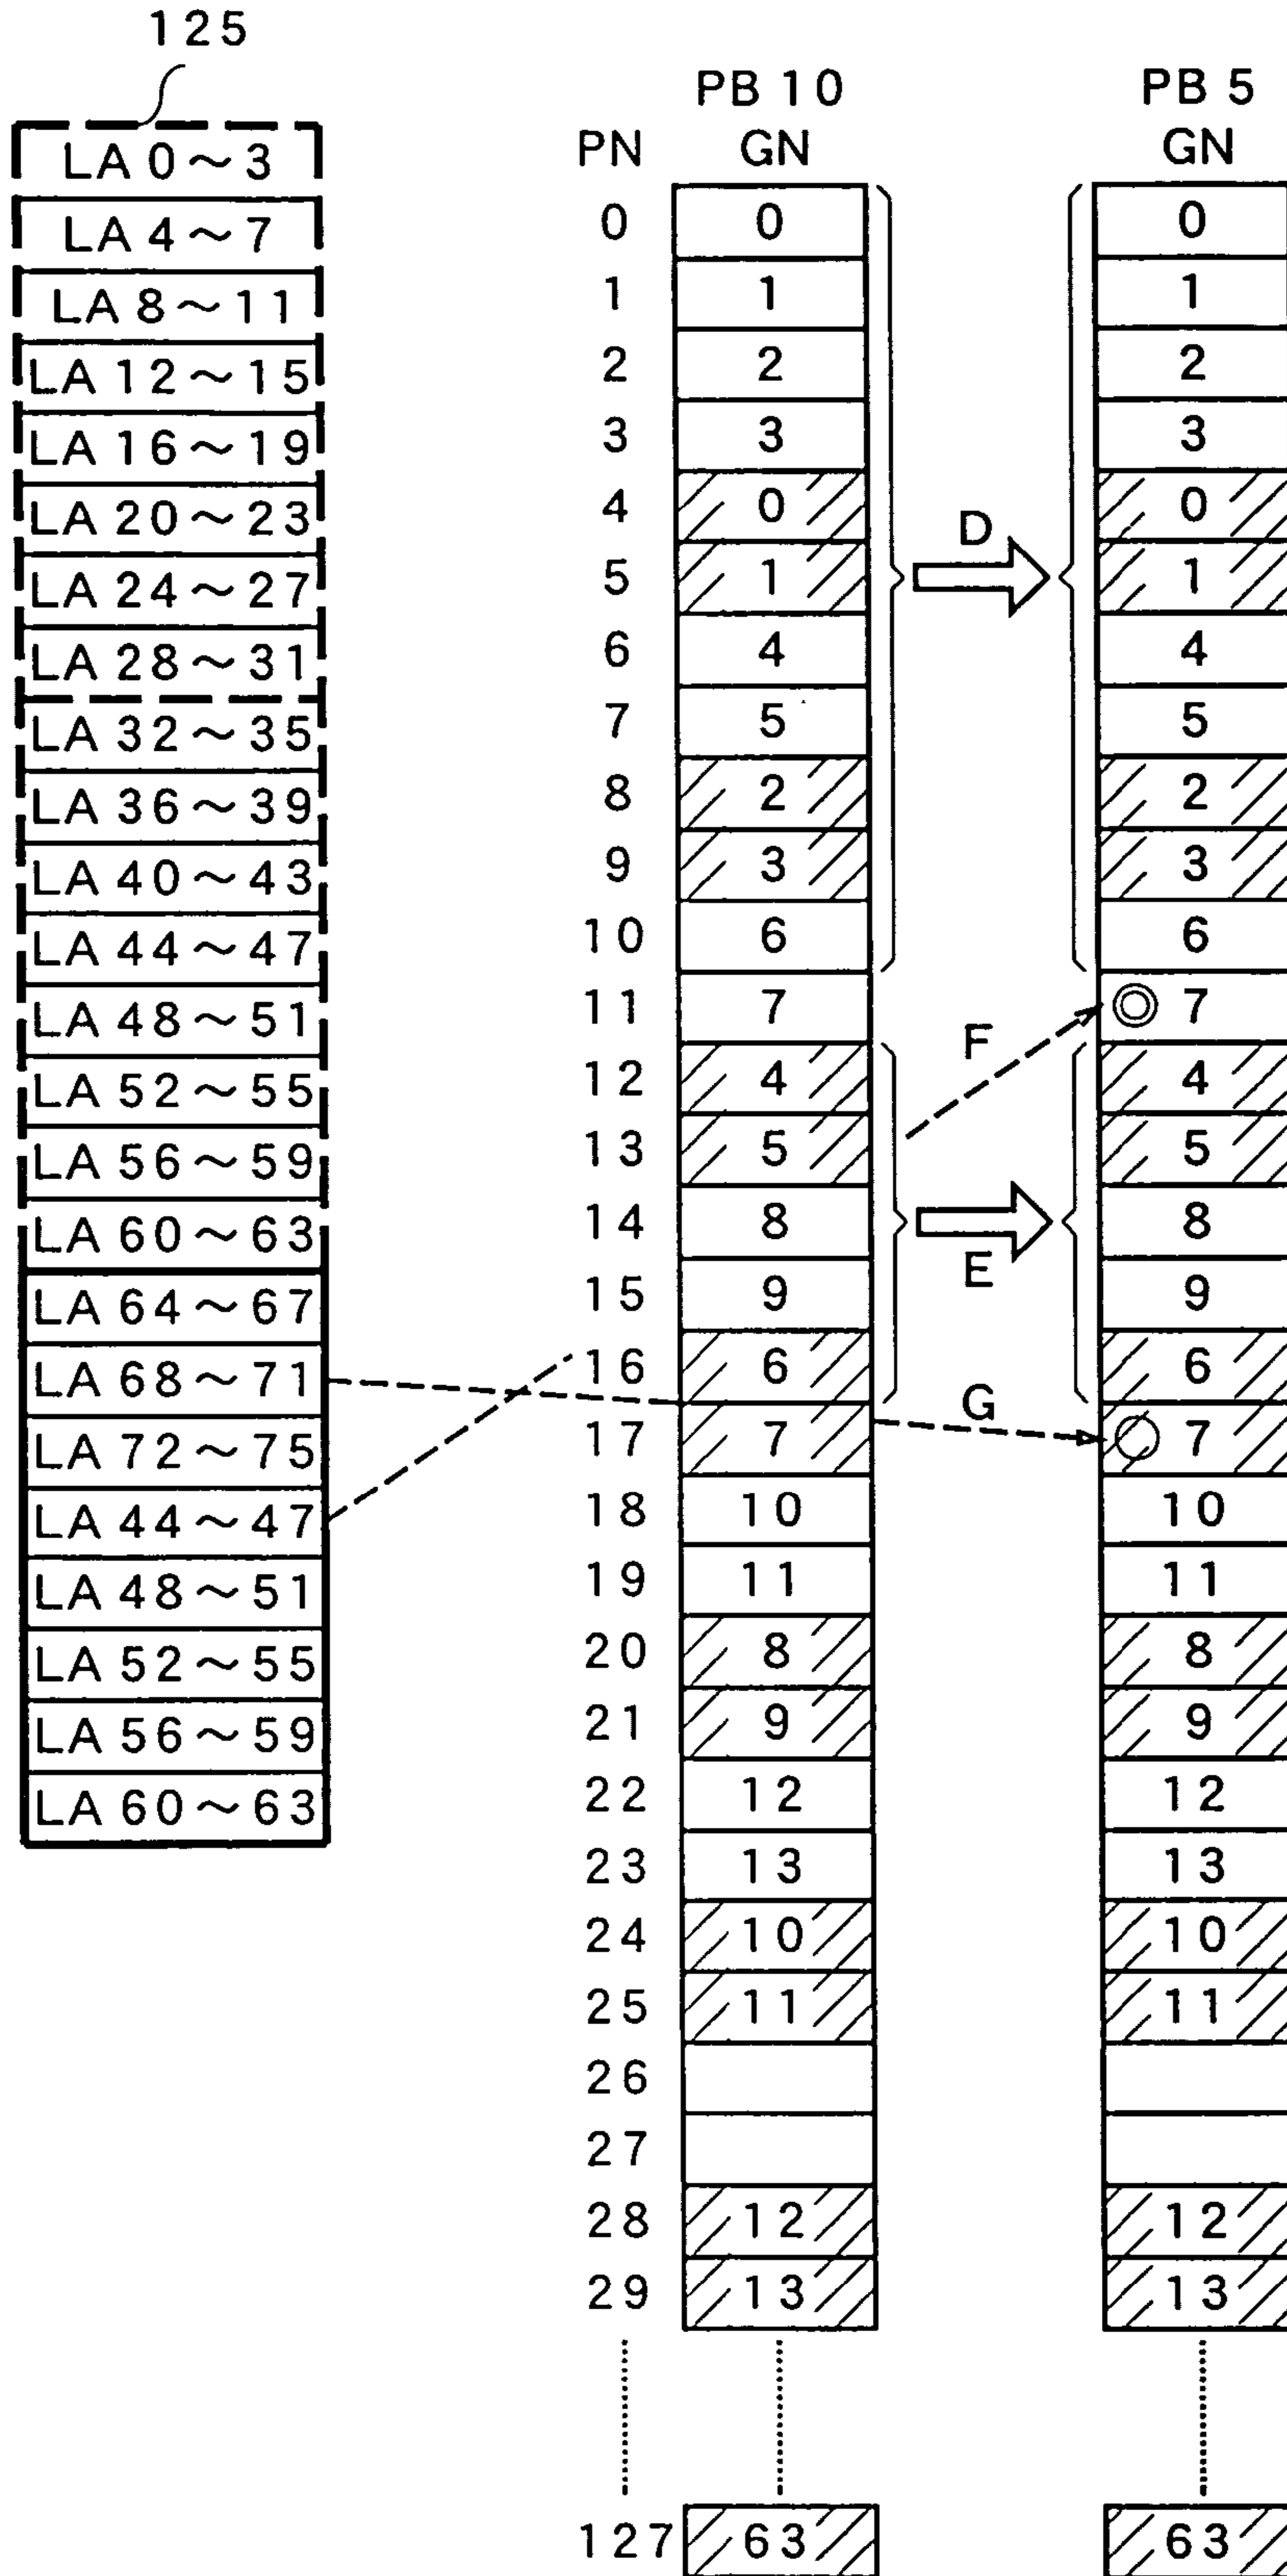 125
LA 0～3
LA 4～7
LA 8～11
LA 12～15
LA 16～19
LA 20～23
LA 24～27
LA 28～31
LA 32～35
LA 36～39
LA 40～43
LA 44～47
LA 48～51
LA 52～55
LA 56～59
LA 60～63
LA 64～67
LA 68～71
LA 72～75
LA 44～47
LA 48～51
LA 52～55
LA 56～59
LA 60～63
PB 10 PB 5
PN GN GN
0 0 0
1 1 1
2 2 2
3 3 3
4 0 0
D
5 1 1
6 4 4
7 5 5
8 2 2
9 3 3
10 6 6
11 7 7
F
12 4 4
13 5 5
14 8 8
E
15 9 9
16 6 6
G
17 7 7
18 10 10
19 11 11
20 8 8
21 9 9
22 12 12
23 13 13
24 10 10
25 11 11
26
27
28 12 12
29 13 13
127 63 63